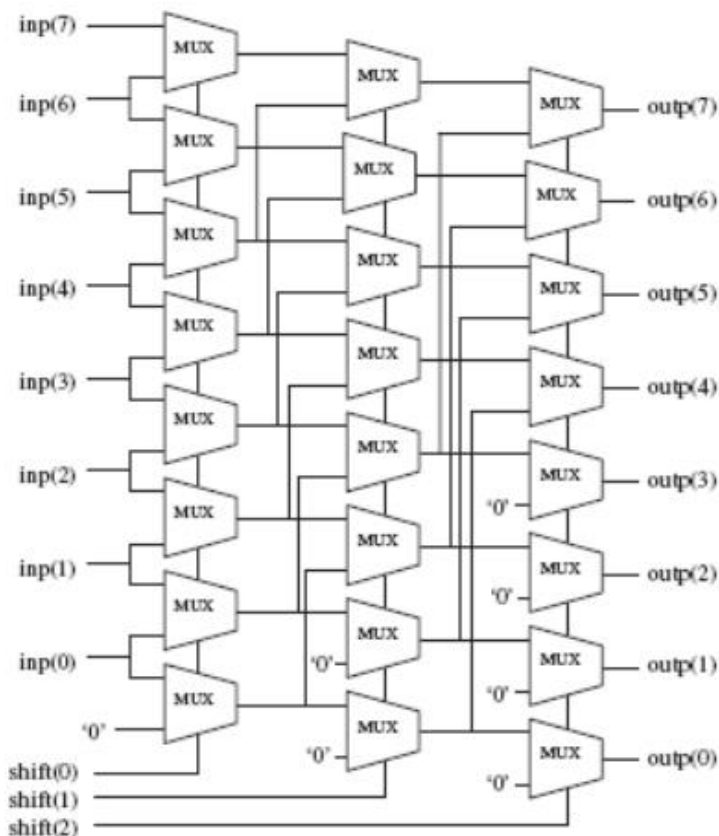 inp(7)
MUX
MUX
MUX
outp(7)
inp(6)
MUX
MUX
MUX
outp(6)
inp(5)
MUX
MUX
MUX
outp(5)
inp(4)
MUX
MUX
MUX
outp(4)
inp(3)
MUX
MUX
MUX
outp(3)
'0'
inp(2)
MUX
MUX
MUX
outp(2)
'0'
inp(1)
MUX
MUX
'0'
MUX
outp(1)
'0'
inp(0)
MUX
MUX
MUX
outp(0)
'0'
'0'
'0'
shift(0)
shift(1)
shift(2)